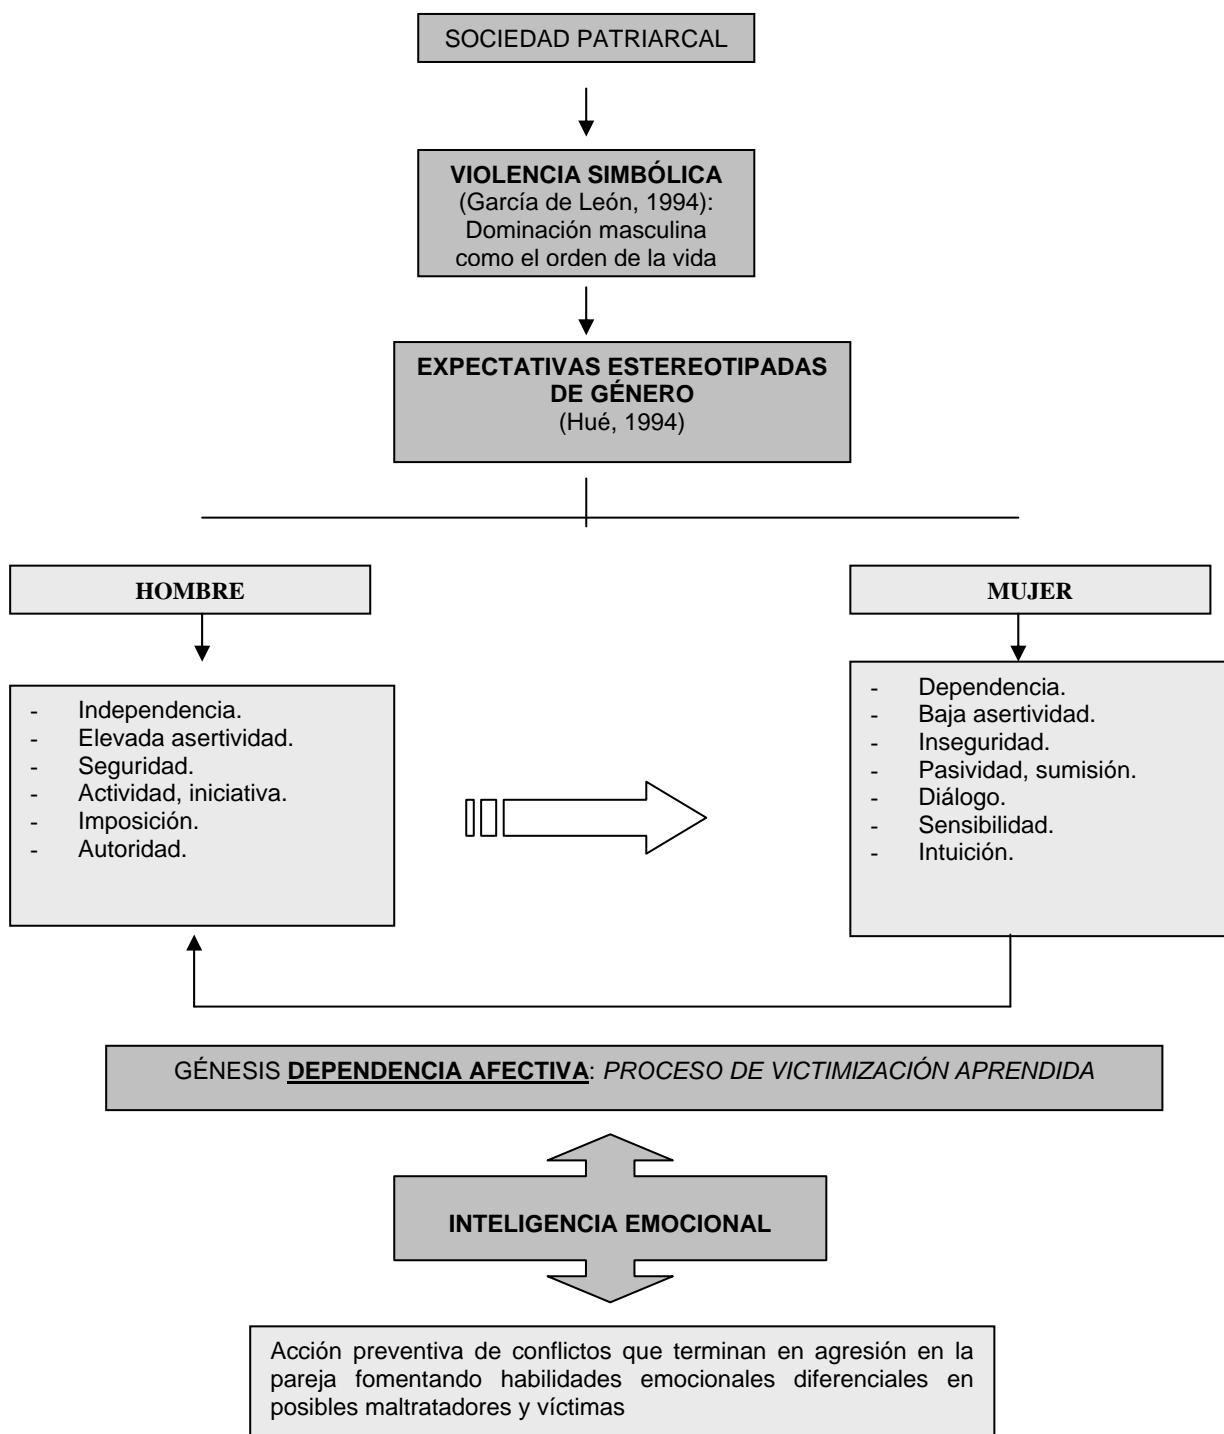 SOCIEDAD PATRIARCAL
VIOLENCIA SIMBÓLICA
(García de León, 1994):
Dominación masculina
como el orden de la vida
EXPECTATIVAS ESTEREOTIPADAS
DE GÉNERO
(Hué, 1994)
HOMBRE
- Independencia.
- Elevada asertividad.
- Seguridad.
- Actividad, iniciativa.
- Imposición.
- Autoridad.
MUJER
- Dependencia.
- Baja asertividad.
- Inseguridad.
- Pasividad, sumisión.
- Diálogo.
- Sensibilidad.
- Intuición.
GÉNESIS DEPENDENCIA AFECTIVA: PROCESO DE VICTIMIZACIÓN APRENDIDA
INTELIGENCIA EMOCIONAL
Acción preventiva de conflictos que terminan en agresión en la
pareja fomentando habilidades emocionales diferenciales en
posibles maltratadores y víctimas